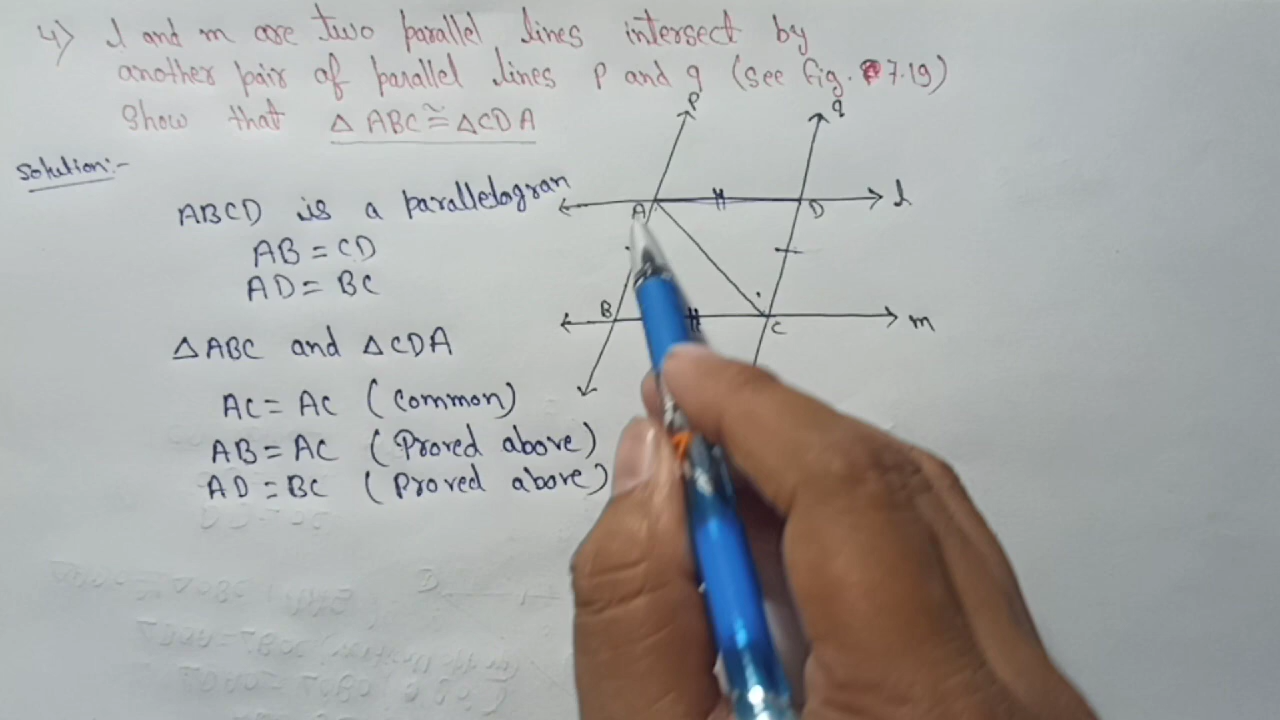 4) l and m are two parallel lines intersect by
another pair of parallel lines P and q (see fig. 7.19)
Show that △ ABC ≅ △CDA
Solution:-
ABCD is a parallelogran
AB = CD
AD = BC
△ABC and △CDA
AC = AC (Common)
AB = AC (Proved above)
AD = BC (Proved above)
P
q
A
D
l
B
C
m